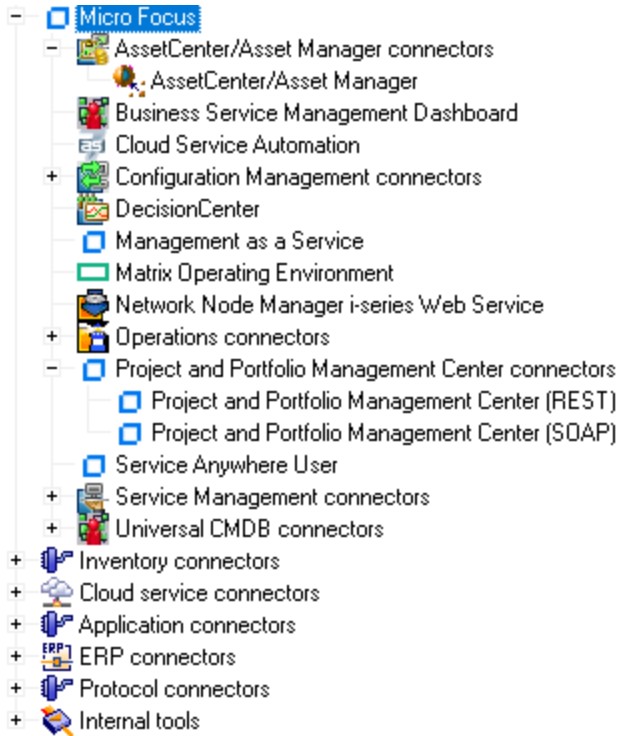 Micro Focus
AssetCenter/Asset Manager connectors
AssetCenter/Asset Manager
Business Service Management Dashboard
Cloud Service Automation
Configuration Management connectors
DecisionCenter
Management as a Service
Matrix Operating Environment
Network Node Manager i-series Web Service
Operations connectors
Project and Portfolio Management Center connectors
Project and Portfolio Management Center (REST)
Project and Portfolio Management Center (SOAP)
Service Anywhere User
Service Management connectors
Universal CMDB connectors
Inventory connectors
Cloud service connectors
Application connectors
ERP connectors
Protocol connectors
Internal tools